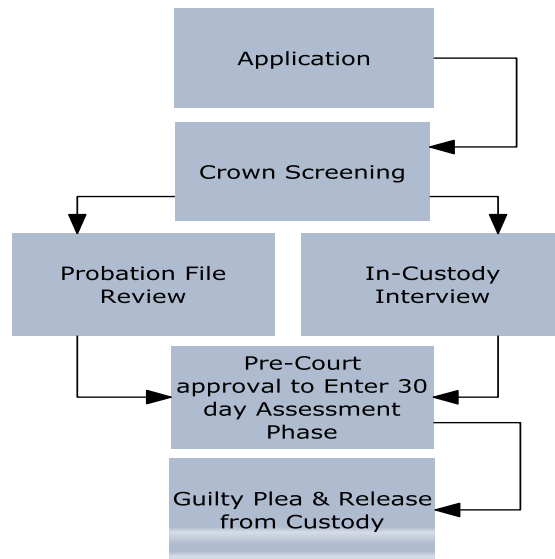 Application
Crown Screening
Probation File
Review
In-Custody
Interview
Pre-Court
approval to Enter 30
day Assessment
Phase
Guilty Plea & Release
from Custody